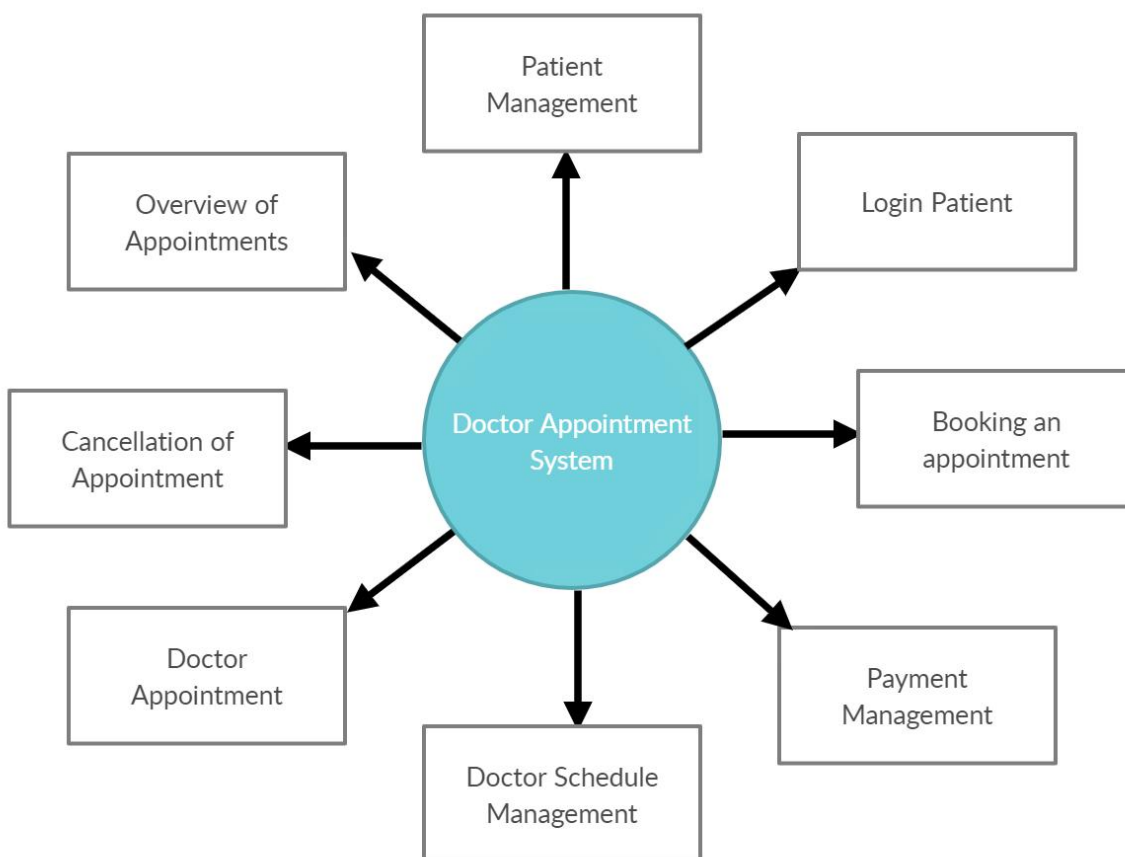 Patient
Management
Overview of
Appointments
Login Patient
Cancellation of
Appointment
Doctor Appointment
System
Booking an
appointment
Doctor
Appointment
Payment
Management
Doctor Schedule
Management